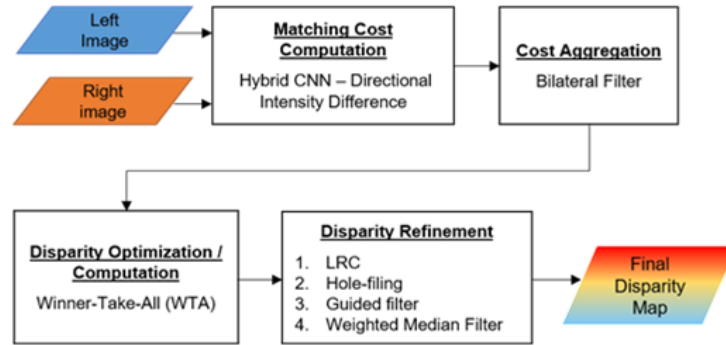 Left
Image
Right
image
Matching Cost
Computation
Hybrid CNN – Directional
Intensity Difference
Cost Aggregation
Bilateral Filter
Disparity Optimization /
Computation
Winner-Take-All (WTA)
Disparity Refinement
1. LRC
2. Hole-filing
3. Guided filter
4. Weighted Median Filter
Final
Disparity
Map